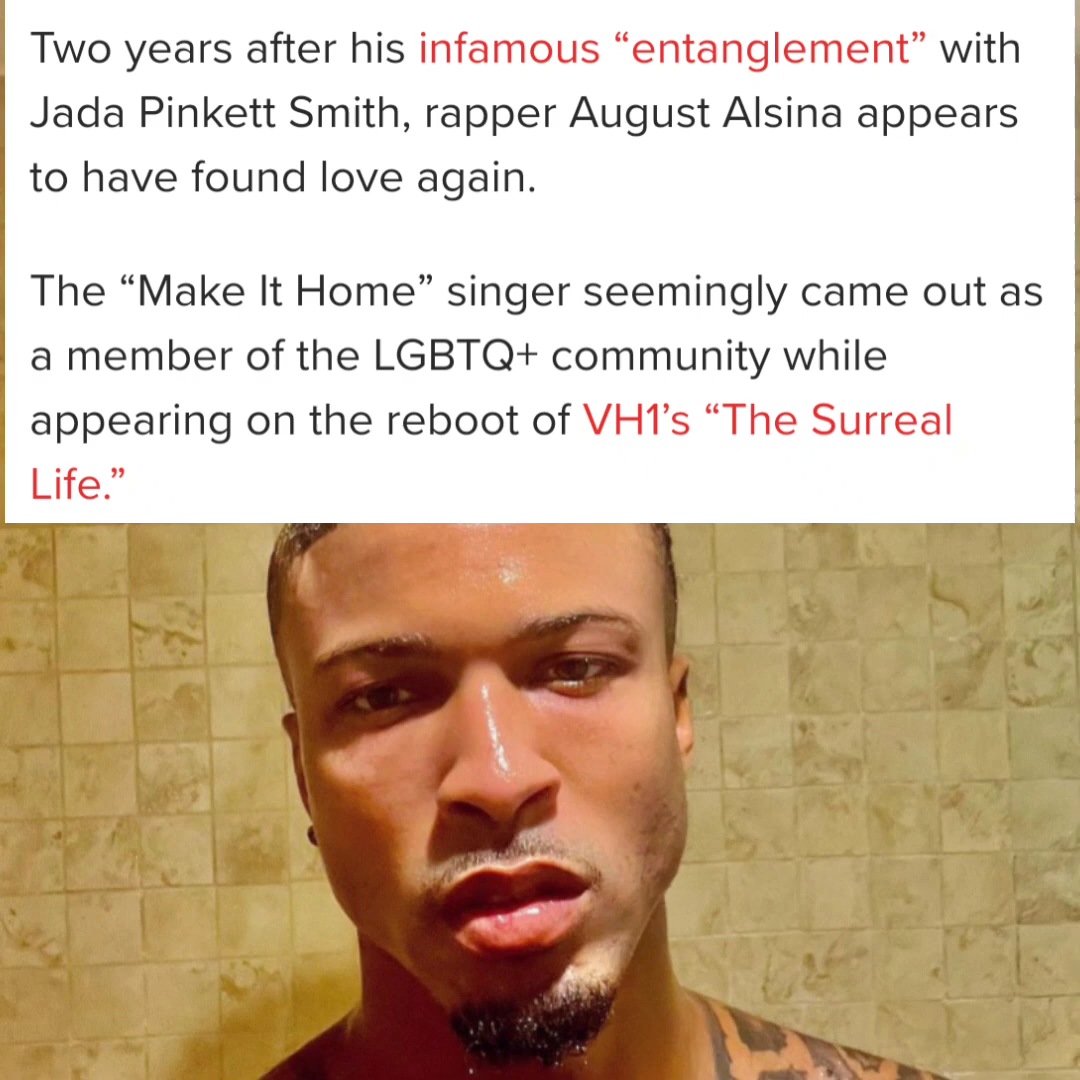 Two years after his infamous “entanglement” with
Jada Pinkett Smith, rapper August Alsina appears
to have found love again.
The “Make It Home” singer seemingly came out as
a member of the LGBTQ+ community while
appearing on the reboot of VH1’s “The Surreal
Life.”